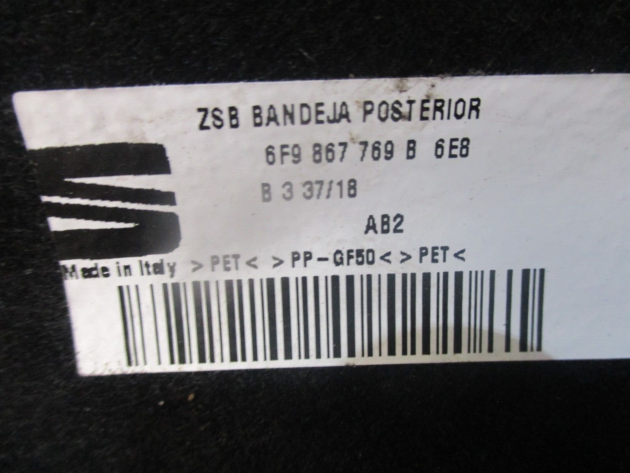 ZSB BANDEJA POSTERIOR
6F9 867 769 B 6E8
B 3 37/18
AB2
Made in Italy >PET< >PP-GF50<>PET<